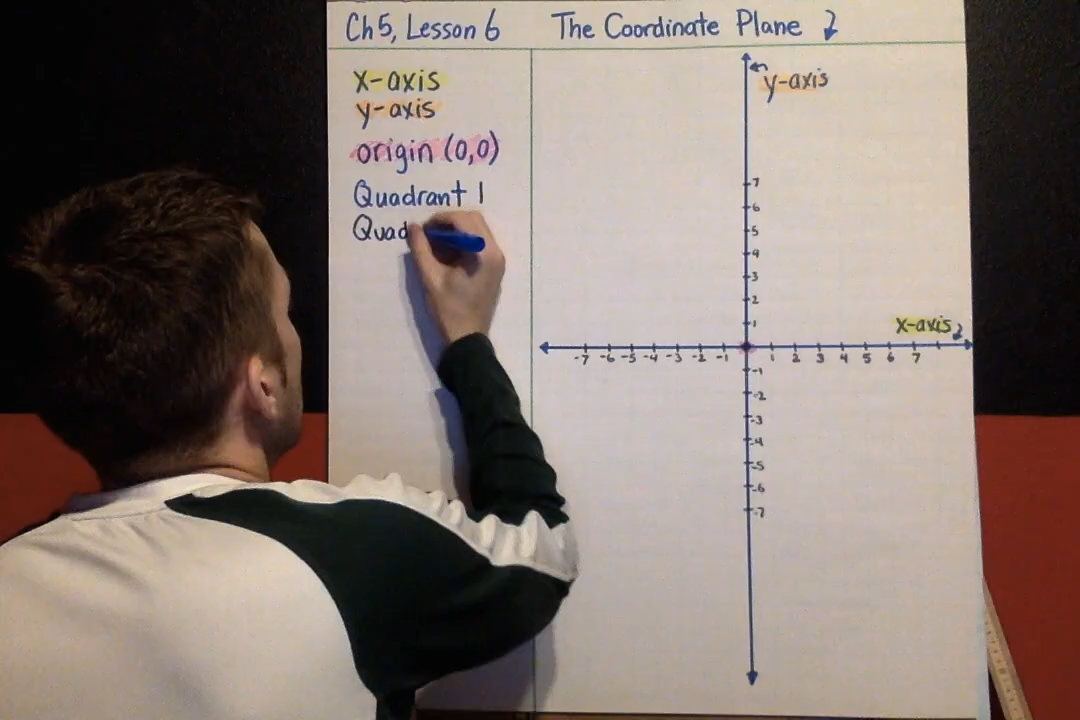 Ch 5, Lesson 6
The Coordinate Plane
x-axis
y-axis
origin (0,0)
Quadrant 1
Quad
y-axis
7
6
5
4
3
2
1
x-axis
-7 -6 -5 -4 -3 -2 -1 1 2 3 4 5 6 7
-1
-2
-3
-4
-5
-6
-7